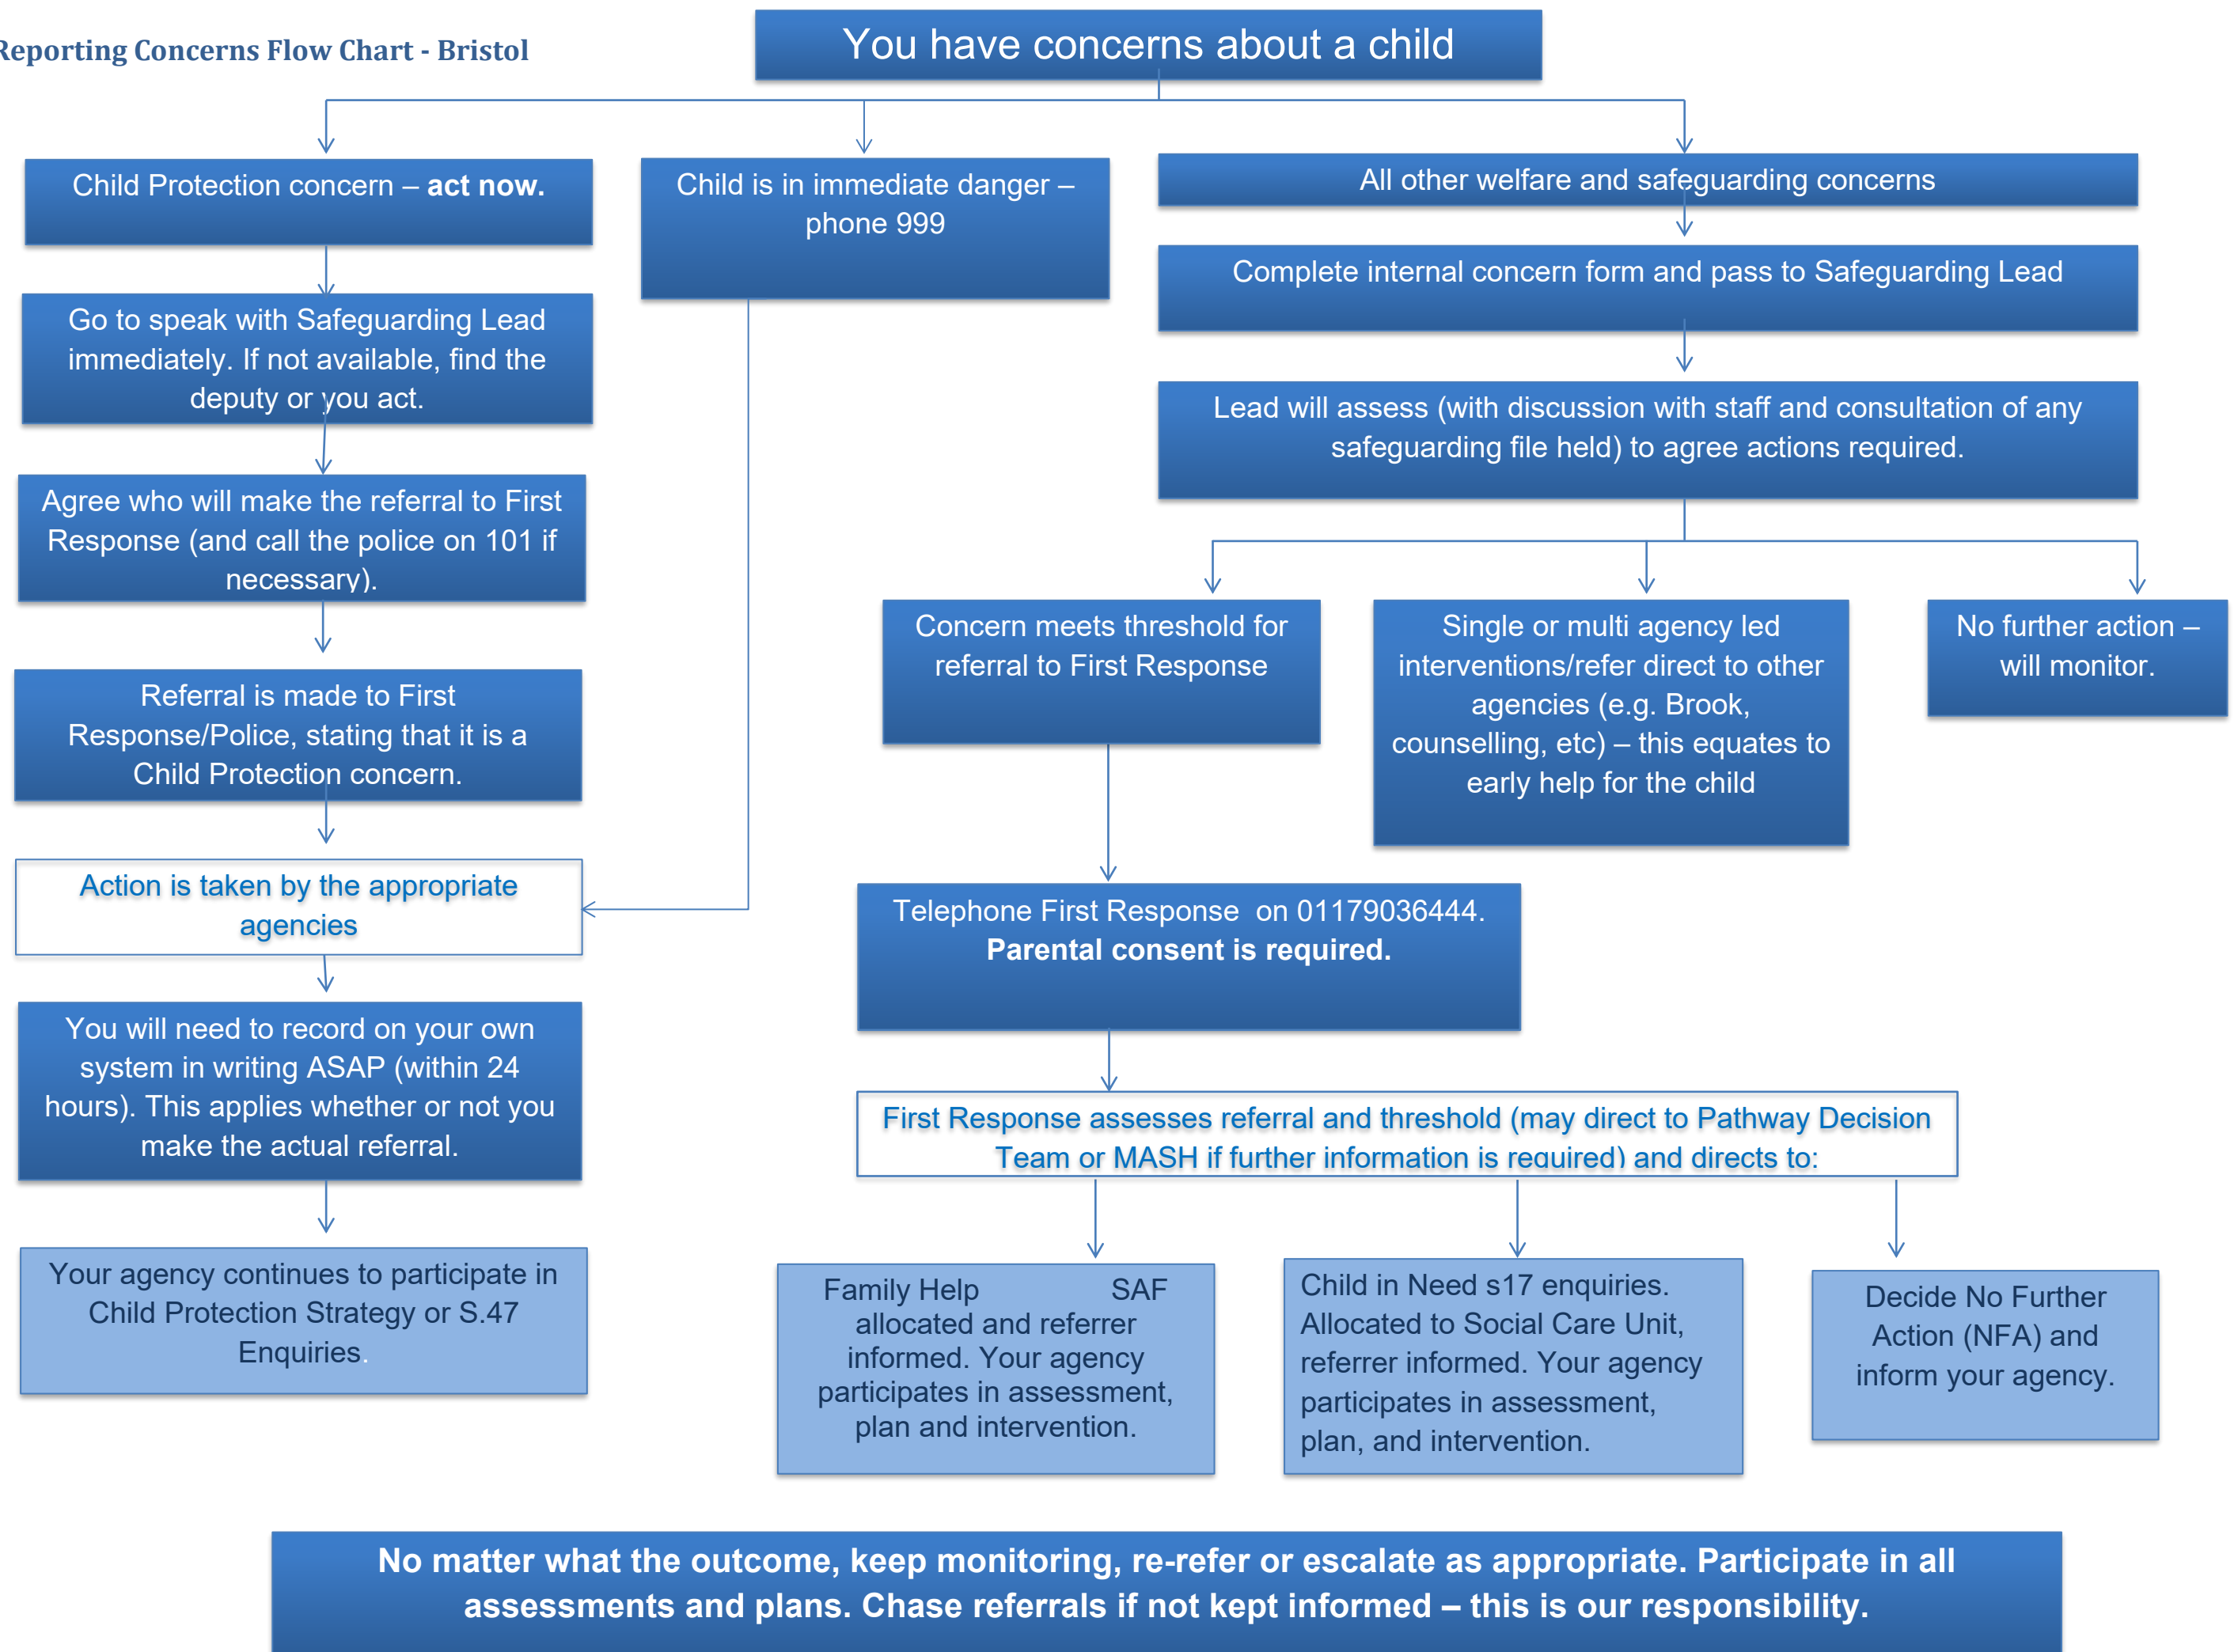 Reporting Concerns Flow Chart - Bristol
You have concerns about a child
Child Protection concern – act now.
Child is in immediate danger –
phone 999
All other welfare and safeguarding concerns
Complete internal concern form and pass to Safeguarding Lead
Go to speak with Safeguarding Lead
immediately. If not available, find the
deputy or you act.
Lead will assess (with discussion with staff and consultation of any
safeguarding file held) to agree actions required.
Agree who will make the referral to First
Response (and call the police on 101 if
necessary).
Concern meets threshold for
referral to First Response
Single or multi agency led
interventions/refer direct to other
agencies (e.g. Brook,
counselling, etc) – this equates to
early help for the child
No further action –
will monitor.
Referral is made to First
Response/Police, stating that it is a
Child Protection concern.
Action is taken by the appropriate
agencies
Telephone First Response on 01179036444.
Parental consent is required.
You will need to record on your own
system in writing ASAP (within 24
hours). This applies whether or not you
make the actual referral.
First Response assesses referral and threshold (may direct to Pathway Decision
Team or MASH if further information is required) and directs to:
Your agency continues to participate in
Child Protection Strategy or S.47
Enquiries.
Family Help SAF
allocated and referrer
informed. Your agency
participates in assessment,
plan and intervention.
Child in Need s17 enquiries.
Allocated to Social Care Unit,
referrer informed. Your agency
participates in assessment,
plan, and intervention.
Decide No Further
Action (NFA) and
inform your agency.
No matter what the outcome, keep monitoring, re-refer or escalate as appropriate. Participate in all
assessments and plans. Chase referrals if not kept informed – this is our responsibility.